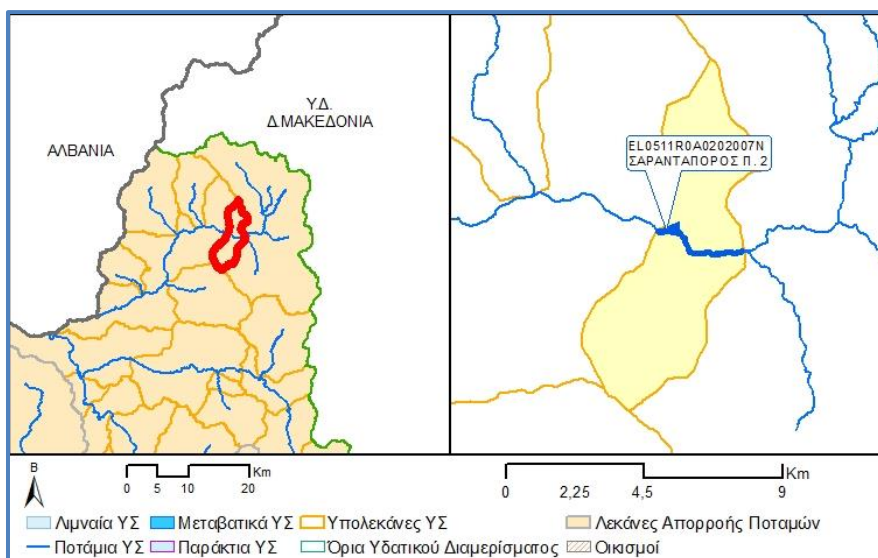 Υ.Δ.
Δ.ΜΑΚΕΔΟΝΙΑ
ΑΛΒΑΝΙΑ
EL0511R0A0202007N
ΣΑΡΑΝΤΑΠΟΡΟΣ Π. 2
Β
Km
0 5 10 20
Km
0 2,25 4,5 9
Λιμναία ΥΣ Μεταβατικά ΥΣ Υπολεκάνες ΥΣ Λεκάνες Απορροής Ποταμών
Ποτάμια ΥΣ Παράκτια ΥΣ Όρια Υδατικού Διαμερίσματος Οικισμοί